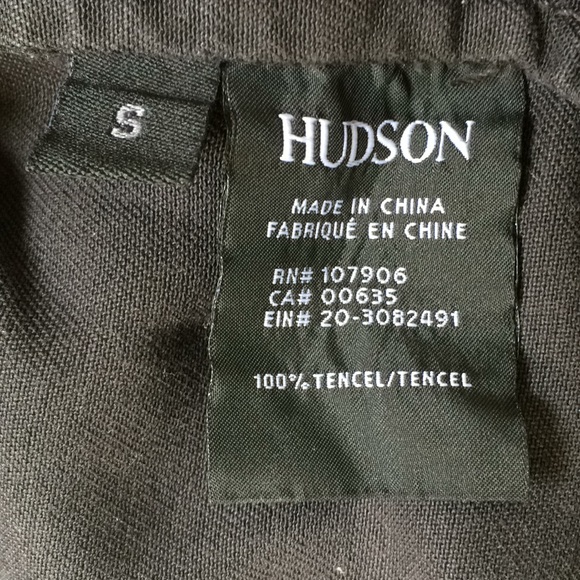 S
HUDSON
MADE IN CHINA
FABRIQUÉ EN CHINE
RN# 107906
CA# 00635
EIN# 20-3082491
100% TENCEL/TENCEL